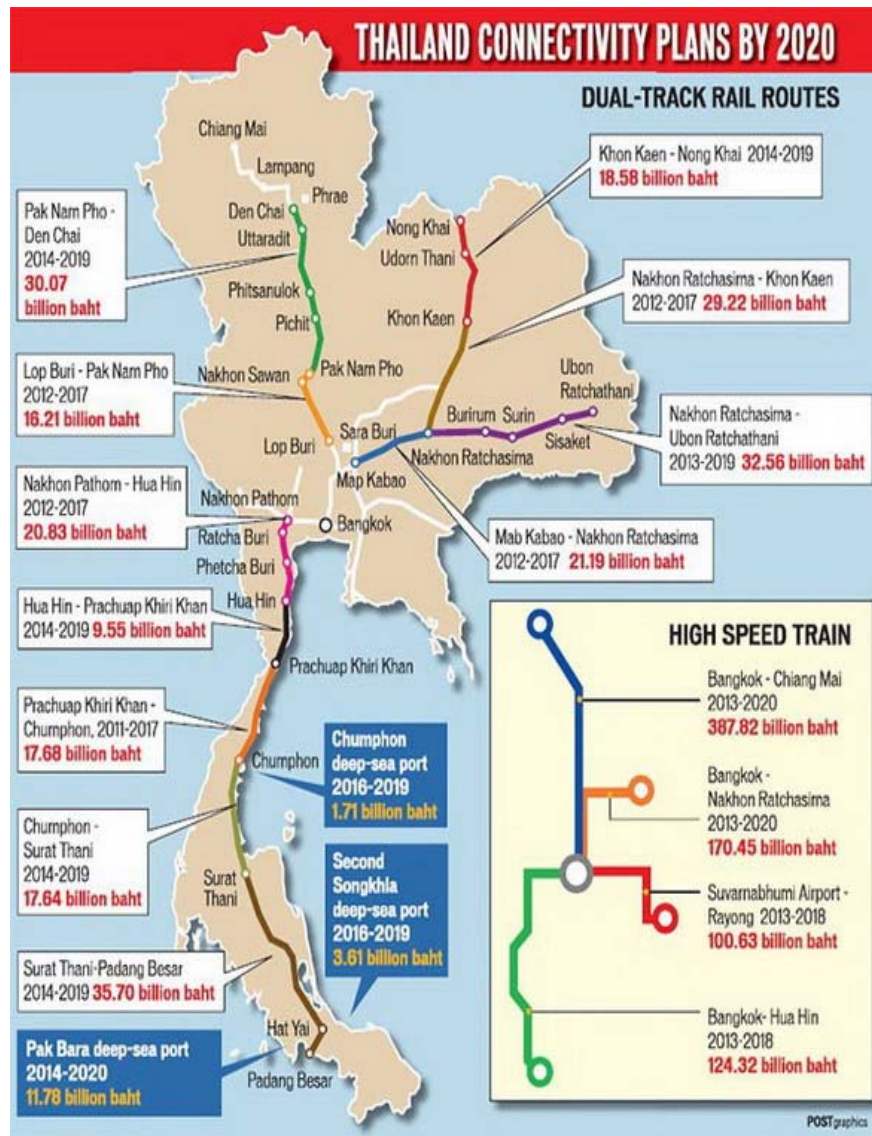 THAILAND CONNECTIVITY PLANS BY 2020
DUAL-TRACK RAIL ROUTES
Chiang Mai
Lampang
Phrae
Den Chai
Uttaradit
Phitsanulok
Pichit
Pak Nam Pho
Nakhon Sawan
Lop Buri
Sara Buri
Map Kabao
Nong Khai
Udorn Thani
Khon Kaen
Ubon
Ratchathani
Burirum
Surin
Sisaket
Nakhon Ratchasima
Nakhon Pathom
Bangkok
Ratcha Buri
Phetcha Buri
Hua Hin
Prachuap Khiri Khan
Chumphon
Surat
Thani
Hat Yai
Padang Besar
Khon Kaen - Nong Khai 2014-2019
18.58 billion baht
Nakhon Ratchasima - Khon Kaen
2012-2017 29.22 billion baht
Nakhon Ratchasima -
Ubon Ratchathani
2013-2019 32.56 billion baht
Mab Kabao - Nakhon Ratchasima
2012-2017 21.19 billion baht
Pak Nam Pho -
Den Chai
2014-2019
30.07
billion baht
Lop Buri - Pak Nam Pho
2012-2017
16.21 billion baht
Nakhon Pathom - Hua Hin
2012-2017
20.83 billion baht
Hua Hin - Prachuap Khiri Khan
2014-2019 9.55 billion baht
Prachuap Khiri Khan -
Chumphon, 2011-2017
17.68 billion baht
Chumphon -
Surat Thani
2014-2019
17.64 billion baht
Surat Thani-Padang Besar
2014-2019 35.70 billion baht
Chumphon
deep-sea port
2016-2019
1.71 billion baht
Second
Songkhla
deep-sea port
2016-2019
3.61 billion baht
Pak Bara deep-sea port
2014-2020
11.78 billion baht
HIGH SPEED TRAIN
Bangkok - Chiang Mai
2013-2020
387.82 billion baht
Bangkok -
Nakhon Ratchasima
2013-2020
170.45 billion baht
Suvarnabhumi Airport -
Rayong 2013-2018
100.63 billion baht
Bangkok- Hua Hin
2013-2018
124.32 billion baht
POSTgraphics